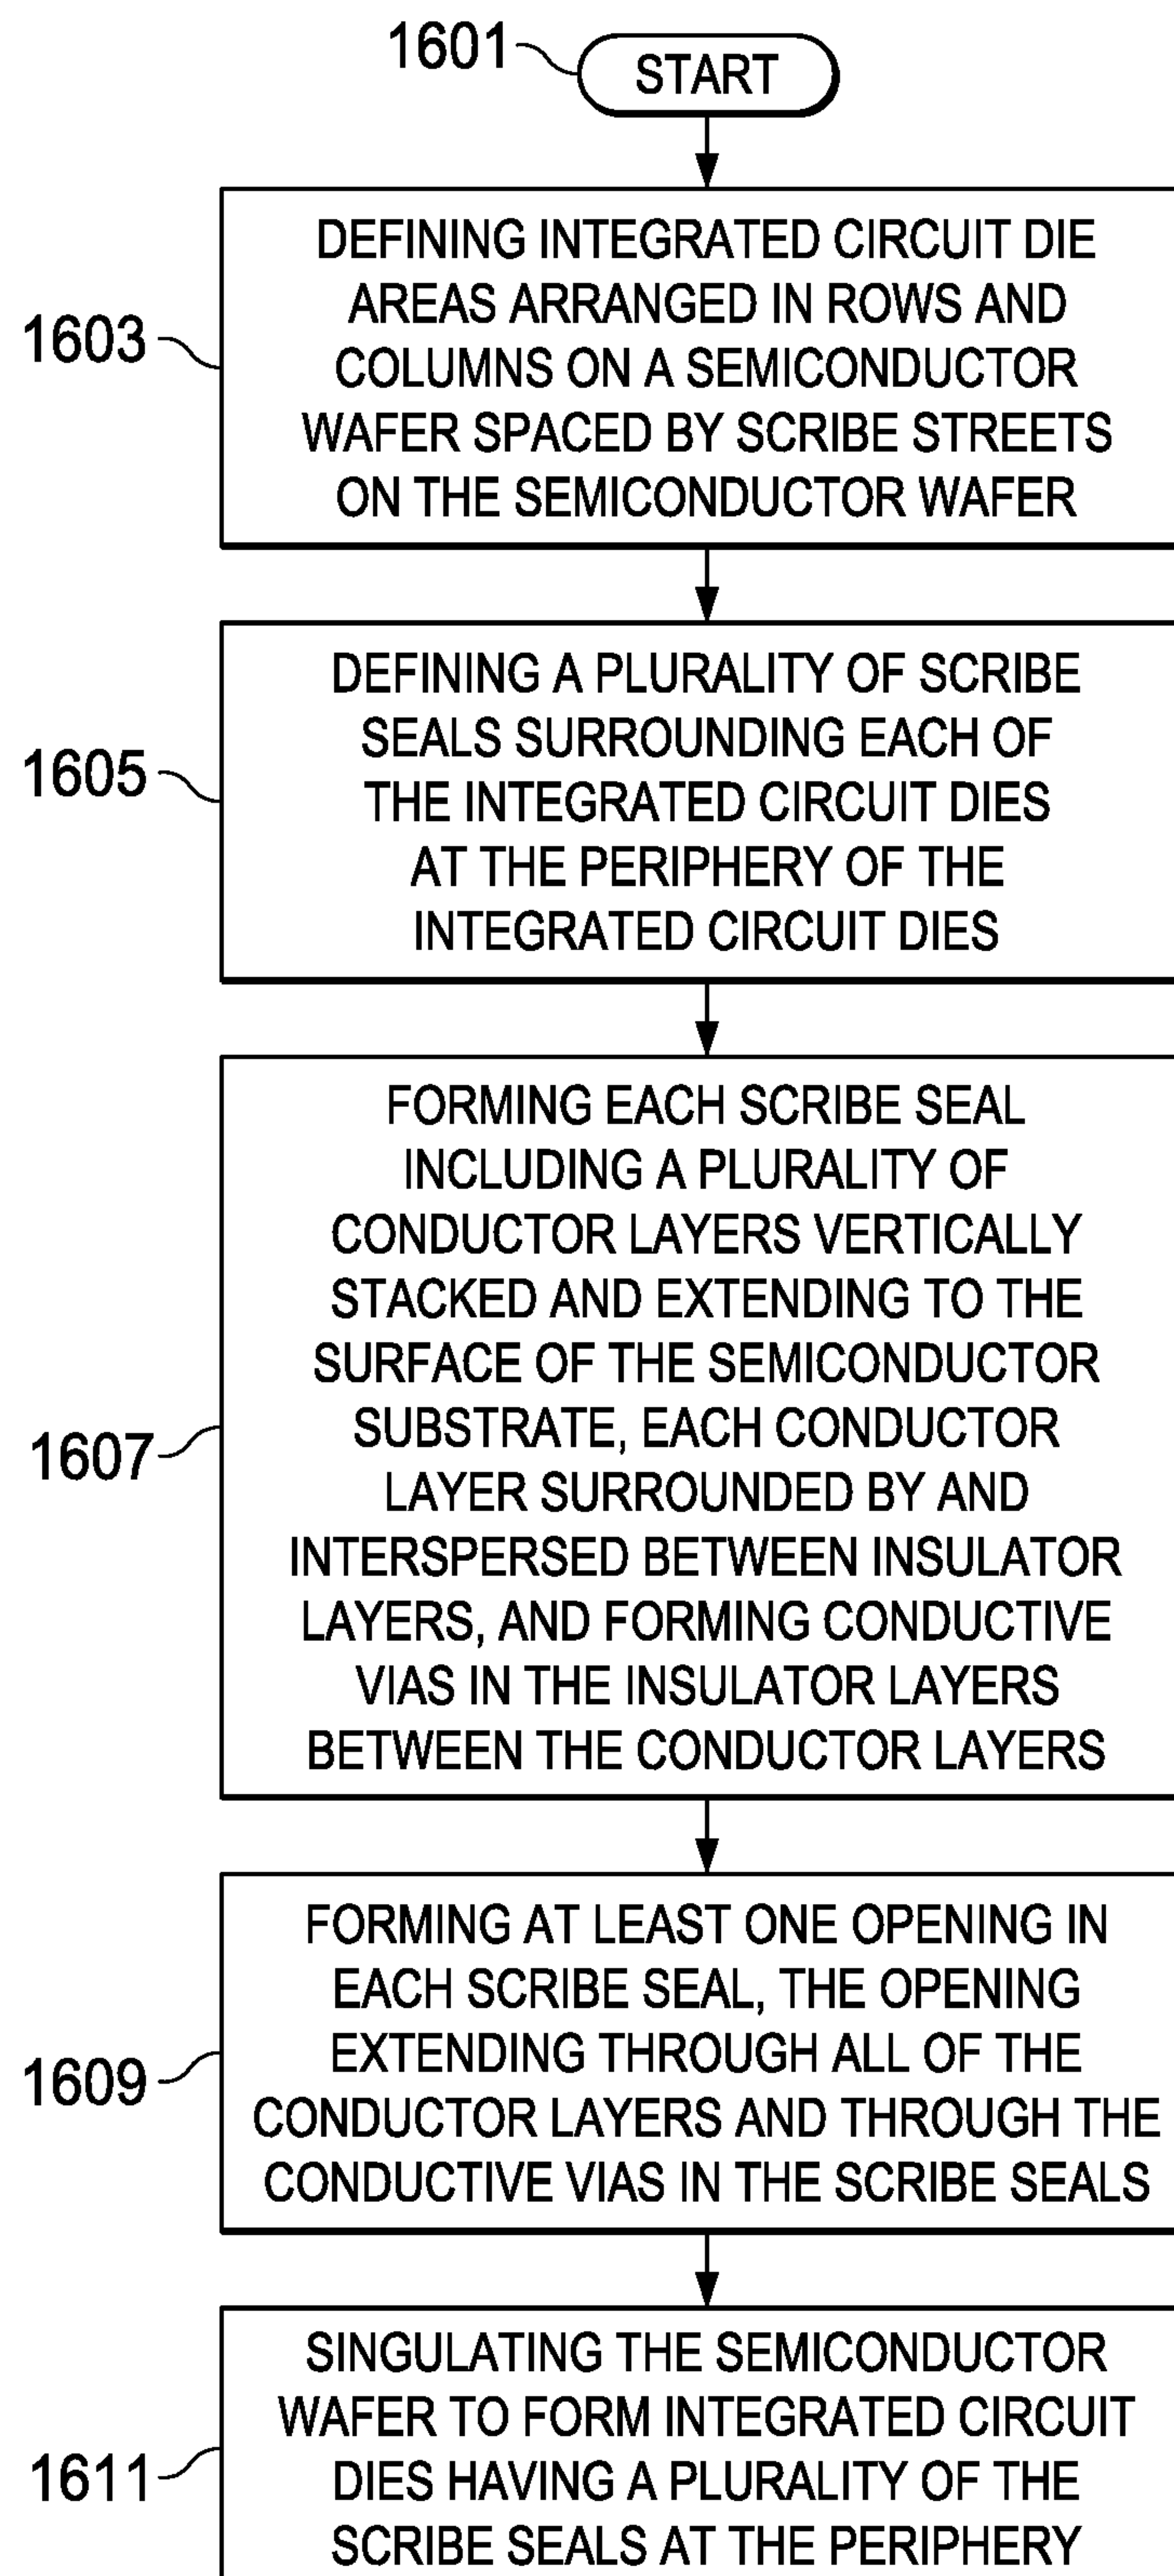 1601
START
1603
DEFINING INTEGRATED CIRCUIT DIE
AREAS ARRANGED IN ROWS AND
COLUMNS ON A SEMICONDUCTOR
WAFER SPACED BY SCRIBE STREETS
ON THE SEMICONDUCTOR WAFER
1605
DEFINING A PLURALITY OF SCRIBE
SEALS SURROUNDING EACH OF
THE INTEGRATED CIRCUIT DIES
AT THE PERIPHERY OF THE
INTEGRATED CIRCUIT DIES
1607
FORMING EACH SCRIBE SEAL
INCLUDING A PLURALITY OF
CONDUCTOR LAYERS VERTICALLY
STACKED AND EXTENDING TO THE
SURFACE OF THE SEMICONDUCTOR
SUBSTRATE, EACH CONDUCTOR
LAYER SURROUNDED BY AND
INTERSPERSED BETWEEN INSULATOR
LAYERS, AND FORMING CONDUCTIVE
VIAS IN THE INSULATOR LAYERS
BETWEEN THE CONDUCTOR LAYERS
1609
FORMING AT LEAST ONE OPENING IN
EACH SCRIBE SEAL, THE OPENING
EXTENDING THROUGH ALL OF THE
CONDUCTOR LAYERS AND THROUGH THE
CONDUCTIVE VIAS IN THE SCRIBE SEALS
1611
SINGULATING THE SEMICONDUCTOR
WAFER TO FORM INTEGRATED CIRCUIT
DIES HAVING A PLURALITY OF THE
SCRIBE SEALS AT THE PERIPHERY